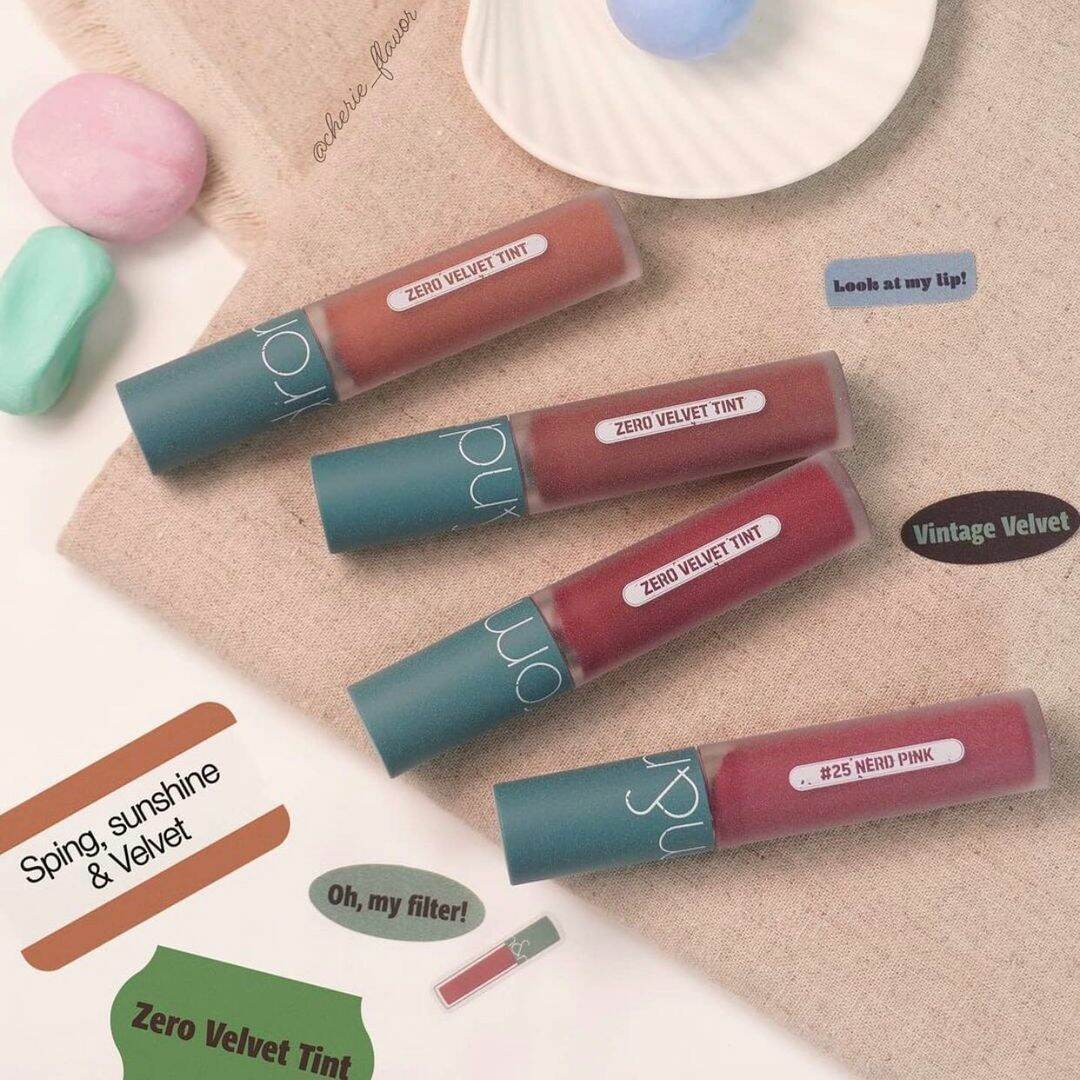 @cherie_flavor
ZERO VELVET TINT
Look at my lip!
ZERO VELVET TINT
Vintage Velvet
ZERO VELVET TINT
#25 NERD PINK
Sping, sunshine
& Velvet
Oh, my filter!
Zero Velvet Tint